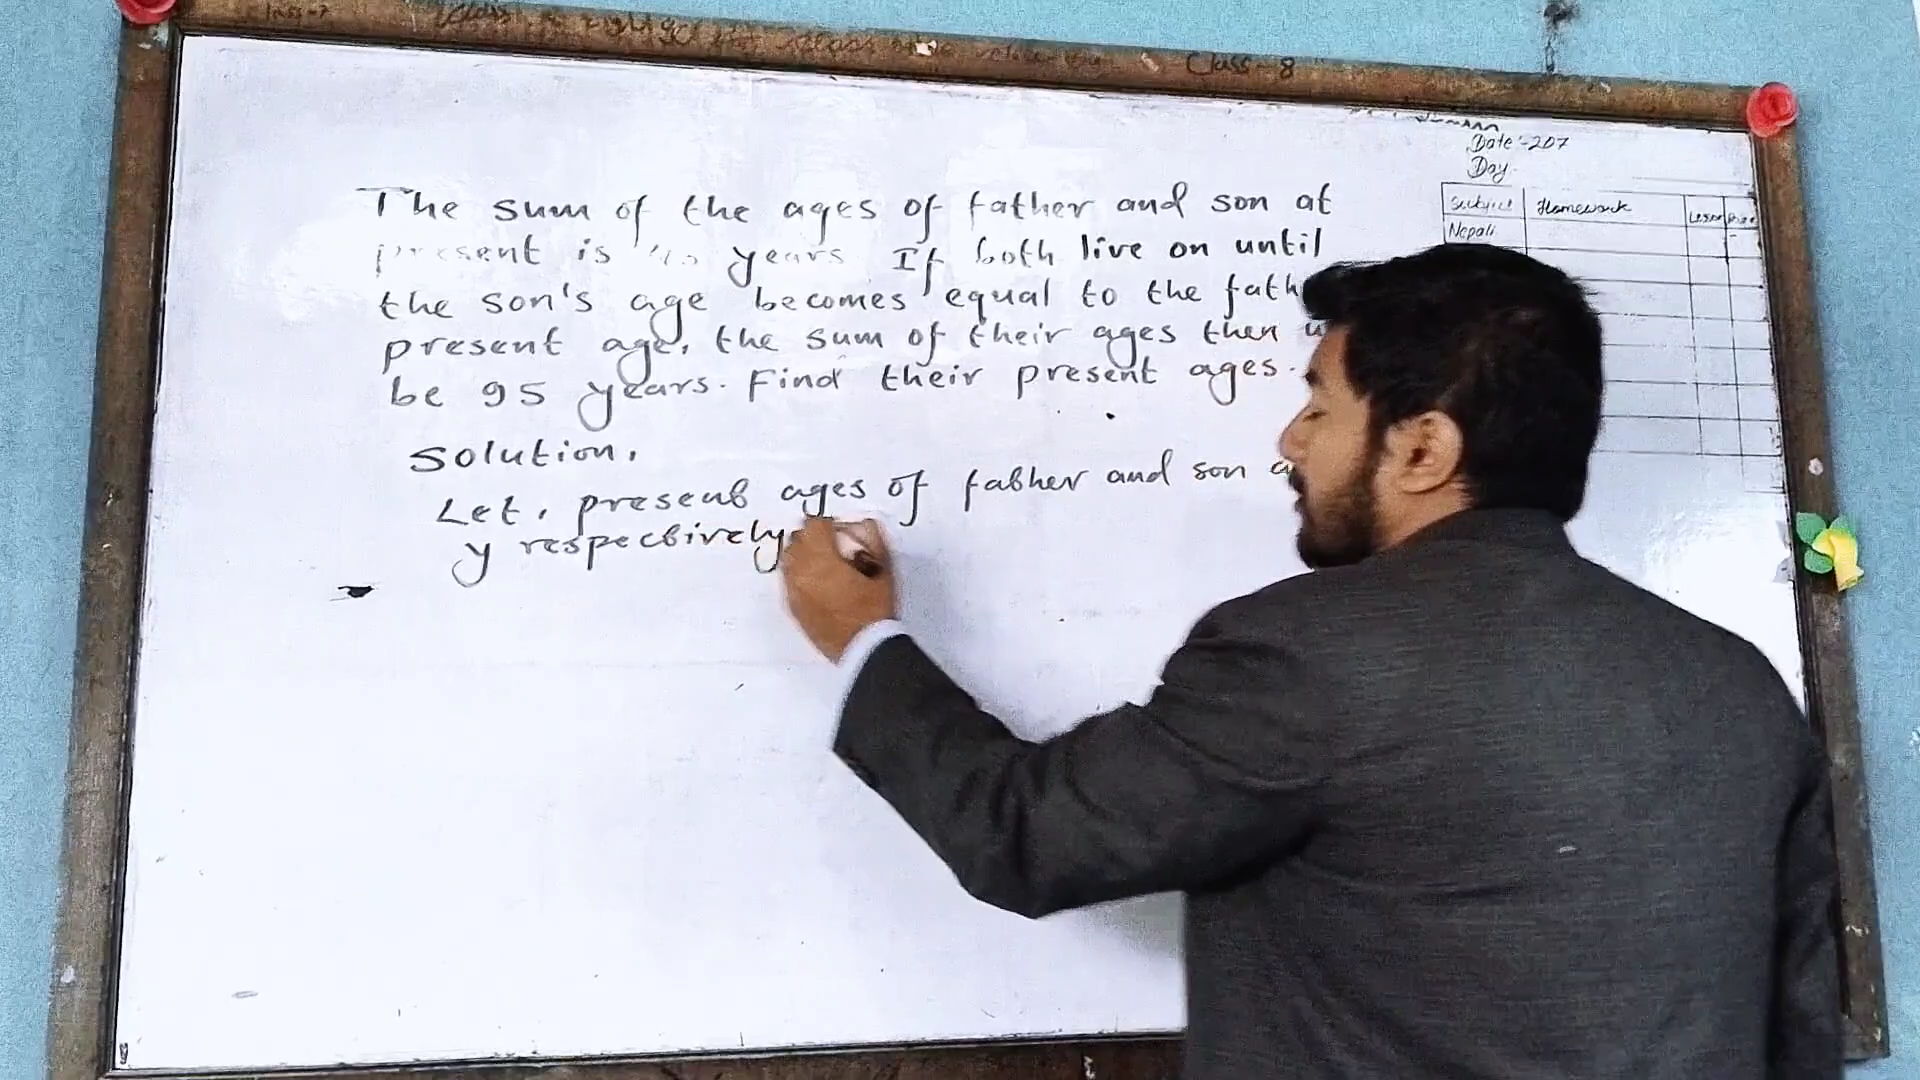 Class-8
Date:-207
Day
Subject Homework
Nepali
The sum of the ages of father and son at
present is years If both live on until
the son's age becomes equal to the fath
present age, the sum of their ages then
be 95 years. Find their present ages.
Solution,
Let, present ages of father and son a
y respectively